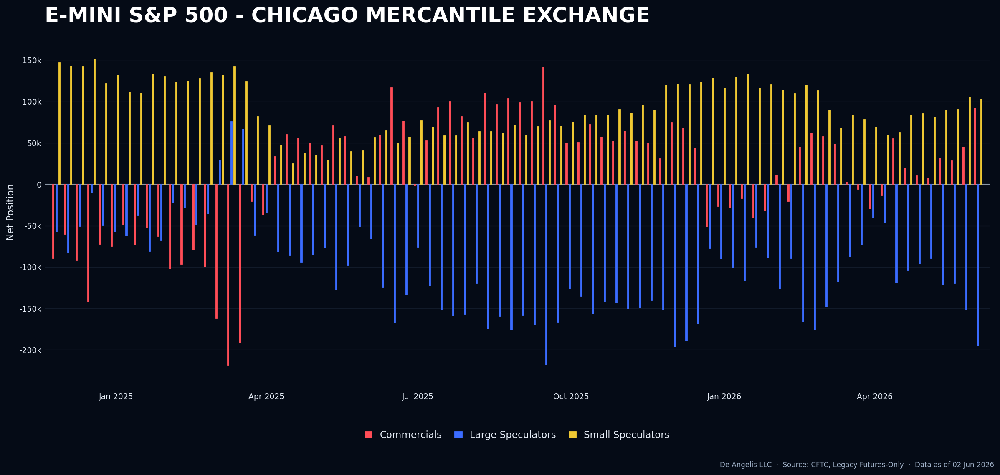 E-MINI S&P 500 - CHICAGO MERCANTILE EXCHANGE
Net Position
150k
100k
50k
0
-50k
-100k
-150k
-200k
Jan 2025 Apr 2025 Jul 2025 Oct 2025 Jan 2026 Apr 2026
Commercials Large Speculators Small Speculators
De Angelis LLC · Source: CFTC, Legacy Futures-Only · Data as of 02 Jun 2026